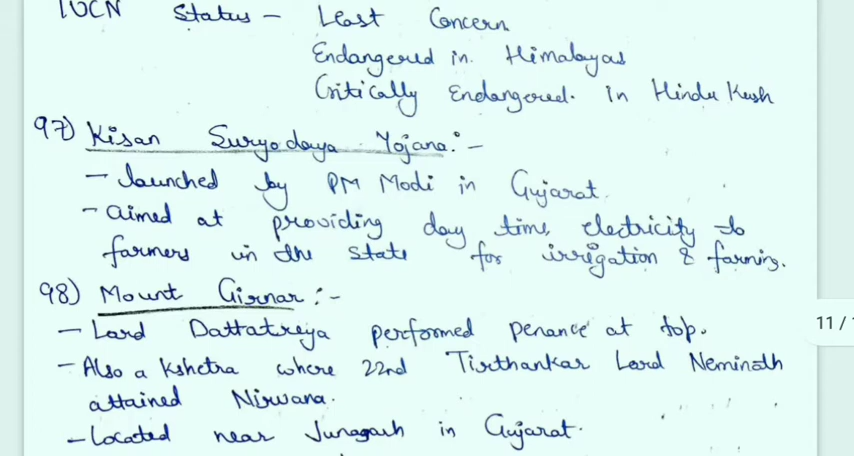 IUCN Status - Least Concern
Endangered in Himalayas
Critically Endangered. in Hindu Kush
97) Kisan Suryodaya Yojana:-
- launched by PM Modi in Gujarat.
- aimed at providing day time electricity to
farmers in the state for irrigation & farming.
98) Mount Girnar :-
- Lord Dattatreya performed penance at top.
- Also a Kshetra where 22nd Tirthankar Lord Neminath
attained Nirwana.
- Located near Junagarh in Gujarat.
11 / 1